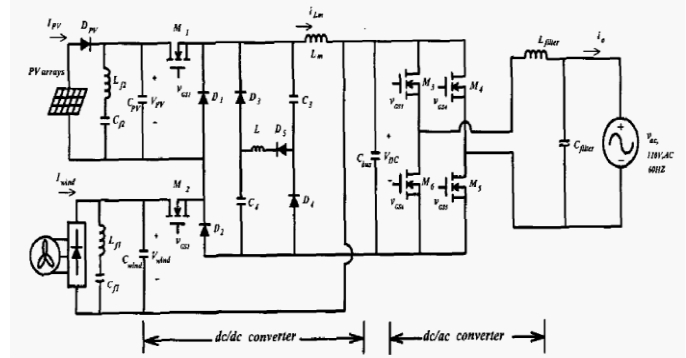 I_PV
D_PV
M_1
i_Lm
L_m
L_filter
i_o
PV arrays
L_f2
C_PV
V_PV
v_GS1
D_1
D_3
C_3
M_3
M_4
v_GS3
v_GS4
C_f2
L
D_5
C_bus
V_DC
C_filter
v_ac,
110V,AC
60HZ
I_wind
M_2
C_4
D_4
M_6
M_5
v_GS6
v_GS5
v_GS2
D_2
L_f1
C_wind
V_wind
C_f1
dc/dc converter
dc/ac converter